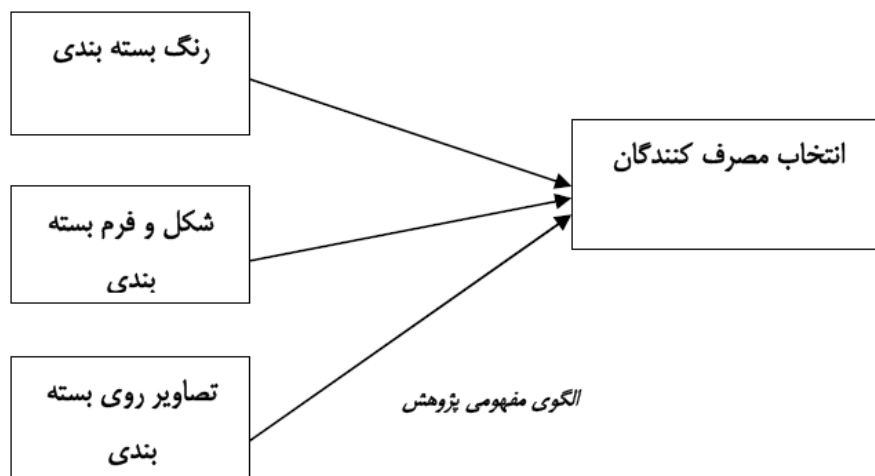 رنگ بسته بندی
انتخاب مصرف کنندگان
شکل و فرم بسته
بندی
تصاویر روی بسته
بندی
الگوی مفهومی پژوهش